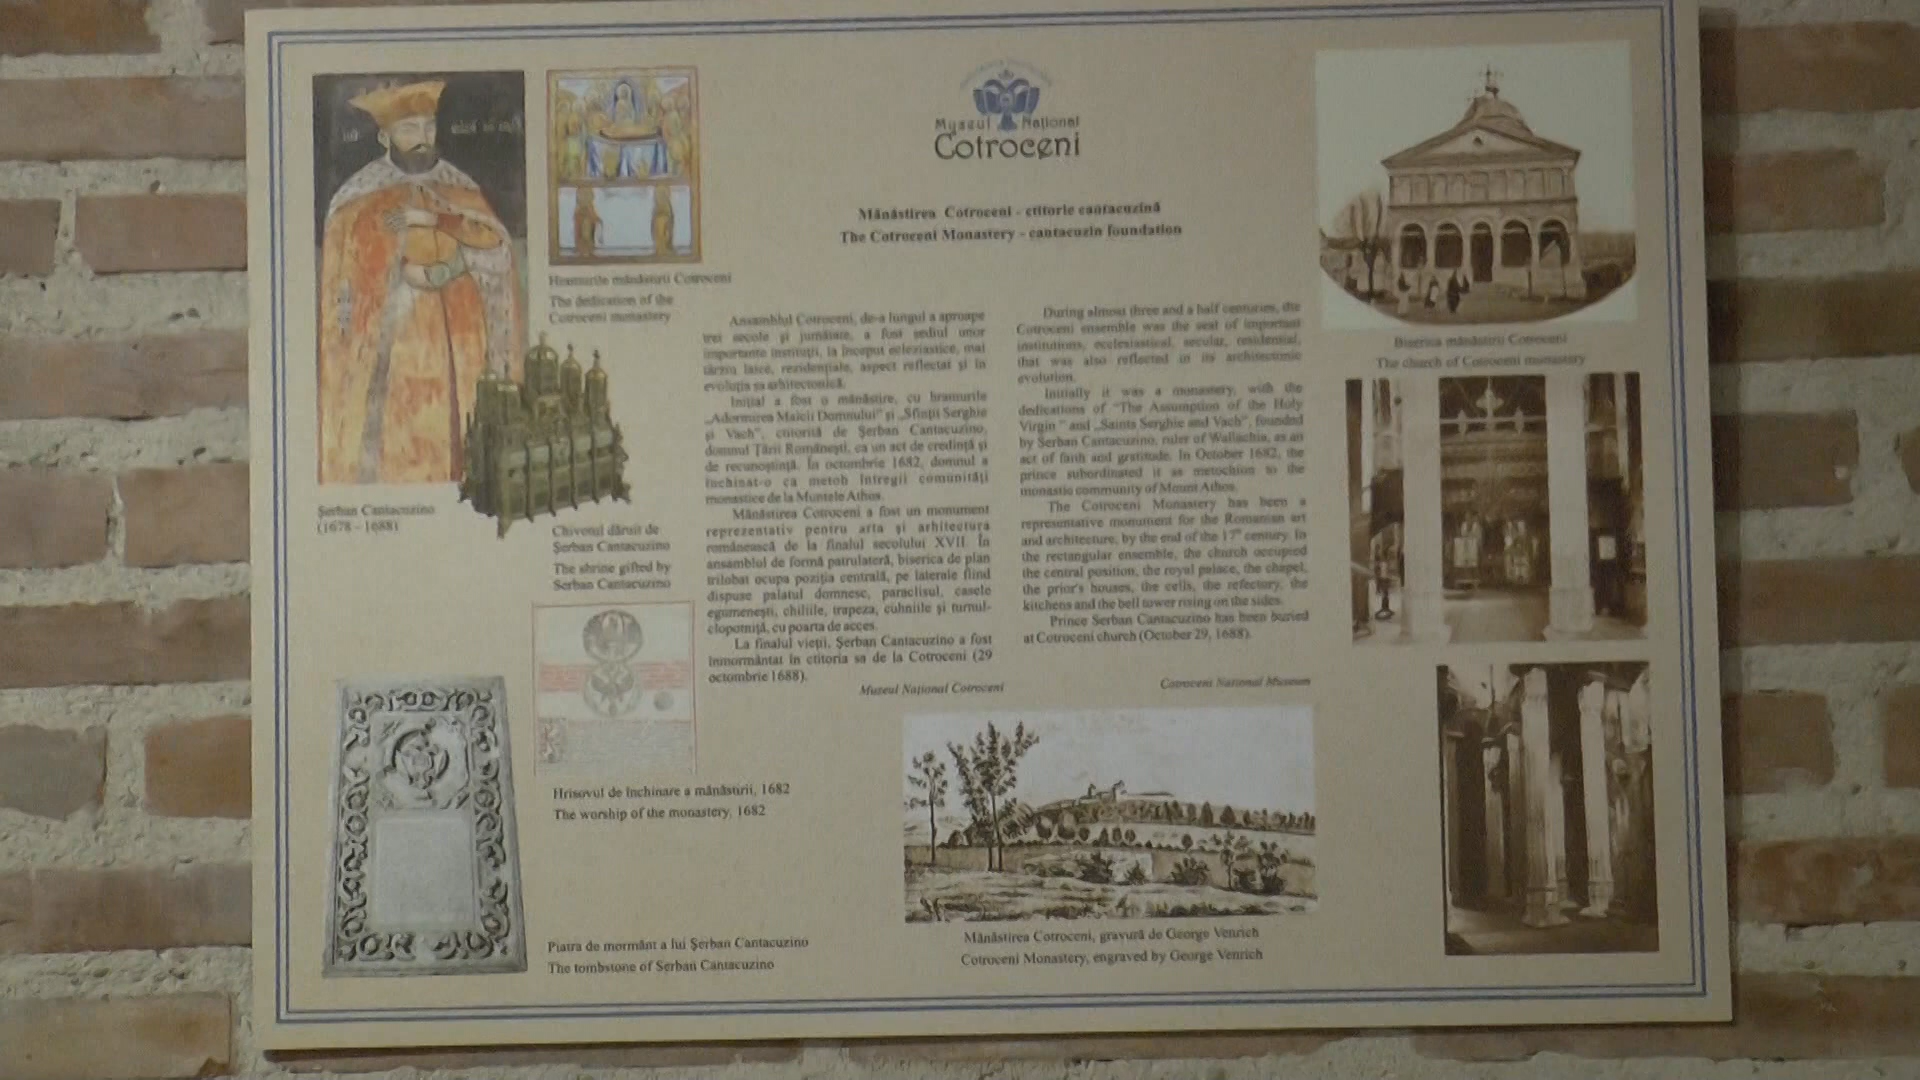 Muzeul Național
Cotroceni
Mănăstirea Cotroceni - ctitorie cantacuzină
The Cotroceni Monastery - cantacuzin foundation
Hramurile mănăstirii Cotroceni
The dedication of the
Cotroceni monastery
Șerban Cantacuzino
(1678 - 1688)
Chivotul dăruit de
Șerban Cantacuzino
The shrine gifted by
Serban Cantacuzino
Hrisovul de închinare a mănăstirii, 1682
The worship of the monastery, 1682
Piatra de mormânt a lui Șerban Cantacuzino
The tombstone of Serban Cantacuzino
Ansamblul Cotroceni, de-a lungul a aproape
trei secole și jumătate, a fost sediul unor
importante instituții, la început ecleziastice, mai
târziu laice, rezidențiale, aspect reflectat și în
evoluția sa arhitectonică.
Inițial a fost o mănăstire, cu hramurile
„Adormirea Maicii Domnului" și „Sfinții Serghie
și Vach", ctitorită de Șerban Cantacuzino,
domnul Țării Românești, ca un act de credință și
de recunoștință. În octombrie 1682, domnul a
închinat-o ca metoh întregii comunități
monastice de la Muntele Athos.
Mănăstirea Cotroceni a fost un monument
reprezentativ pentru arta și arhitectura
românească de la finalul secolului XVII. În
ansamblul de formă patrulateră, biserica de plan
trilobat ocupa poziția centrală, pe laterale fiind
dispuse palatul domnesc, paraclisul, casele
egumenești, chiliile, trapeza, cuhniile și turnul-
clopotniță, cu poarta de acces.
La finalul vieții, Șerban Cantacuzino a fost
înmormântat în ctitoria sa de la Cotroceni (29
octombrie 1688).
Muzeul Național Cotroceni
During almost three and a half centuries, the
Cotroceni ensemble was the seat of important
institutions, ecclesiastical, secular, residential,
that was also reflected in its architectonic
evolution.
Initially it was a monastery, with the
dedications of "The Assumption of the Holy
Virgin " and „Saints Serghie and Vach", founded
by Serban Cantacuzino, ruler of Wallachia, as an
act of faith and gratitude. In October 1682, the
prince subordinated it as metochion to the
monastic community of Mount Athos.
The Cotroceni Monastery has been a
representative monument for the Romanian art
and architecture, by the end of the 17th century. In
the rectangular ensemble, the church occupied
the central position, the royal palace, the chapel,
the prior's houses, the cells, the refectory, the
kitchens and the bell tower rising on the sides.
Prince Serban Cantacuzino has been buried
at Cotroceni church (October 29, 1688).
Cotroceni National Museum
Mănăstirea Cotroceni, gravură de George Venrich
Cotroceni Monastery, engraved by George Venrich
Biserica mănăstirii Cotroceni
The church of Cotroceni monastery